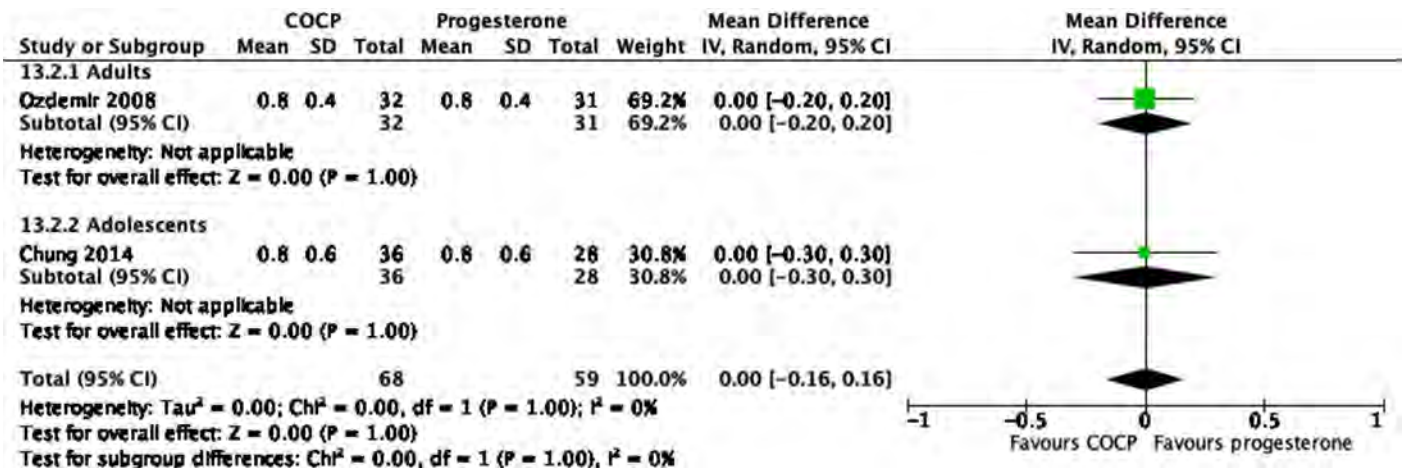 COCP Progesterone Mean Difference Mean Difference
Study or Subgroup Mean SD Total Mean SD Total Weight IV, Random, 95% CI IV, Random, 95% CI
13.2.1 Adults
Ozdemir 2008 0.8 0.4 32 0.8 0.4 31 69.2% 0.00 [−0.20, 0.20]
Subtotal (95% CI) 32 31 69.2% 0.00 [−0.20, 0.20]
Heterogeneity: Not applicable
Test for overall effect: Z = 0.00 (P = 1.00)
13.2.2 Adolescents
Chung 2014 0.8 0.6 36 0.8 0.6 28 30.8% 0.00 [−0.30, 0.30]
Subtotal (95% CI) 36 28 30.8% 0.00 [−0.30, 0.30]
Heterogeneity: Not applicable
Test for overall effect: Z = 0.00 (P = 1.00)
Total (95% CI) 68 59 100.0% 0.00 [−0.16, 0.16]
Heterogeneity: Tau² = 0.00; Chi² = 0.00, df = 1 (P = 1.00); I² = 0%
Test for overall effect: Z = 0.00 (P = 1.00)
Test for subgroup differences: Chi² = 0.00, df = 1 (P = 1.00), I² = 0%
−1 −0.5 0 0.5 1
Favours COCP Favours progesterone